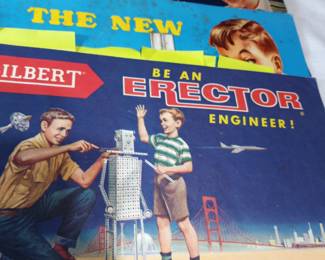 THE NEW
ILBERT
BE AN
ERECTOR
ENGINEER!